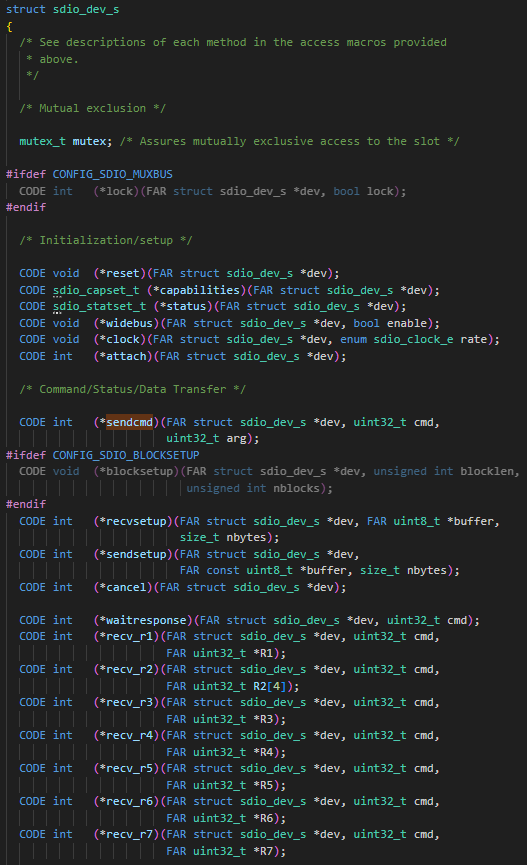 struct sdio_dev_s
{
  /* See descriptions of each method in the access macros provided
   * above.
   */

  /* Mutual exclusion */

  mutex_t mutex; /* Assures mutually exclusive access to the slot */

#ifdef CONFIG_SDIO_MUXBUS
  CODE int   (*lock)(FAR struct sdio_dev_s *dev, bool lock);
#endif

  /* Initialization/setup */

  CODE void  (*reset)(FAR struct sdio_dev_s *dev);
  CODE sdio_capset_t (*capabilities)(FAR struct sdio_dev_s *dev);
  CODE sdio_statset_t (*status)(FAR struct sdio_dev_s *dev);
  CODE void  (*widebus)(FAR struct sdio_dev_s *dev, bool enable);
  CODE void  (*clock)(FAR struct sdio_dev_s *dev, enum sdio_clock_e rate);
  CODE int   (*attach)(FAR struct sdio_dev_s *dev);

  /* Command/Status/Data Transfer */

  CODE int   (*sendcmd)(FAR struct sdio_dev_s *dev, uint32_t cmd,
                        uint32_t arg);
#ifdef CONFIG_SDIO_BLOCKSETUP
  CODE void  (*blocksetup)(FAR struct sdio_dev_s *dev, unsigned int blocklen,
                           unsigned int nblocks);
#endif
  CODE int   (*recvsetup)(FAR struct sdio_dev_s *dev, FAR uint8_t *buffer,
                          size_t nbytes);
  CODE int   (*sendsetup)(FAR struct sdio_dev_s *dev,
                          FAR const uint8_t *buffer, size_t nbytes);
  CODE int   (*cancel)(FAR struct sdio_dev_s *dev);

  CODE int   (*waitresponse)(FAR struct sdio_dev_s *dev, uint32_t cmd);
  CODE int   (*recv_r1)(FAR struct sdio_dev_s *dev, uint32_t cmd,
                        FAR uint32_t *R1);
  CODE int   (*recv_r2)(FAR struct sdio_dev_s *dev, uint32_t cmd,
                        FAR uint32_t R2[4]);
  CODE int   (*recv_r3)(FAR struct sdio_dev_s *dev, uint32_t cmd,
                        FAR uint32_t *R3);
  CODE int   (*recv_r4)(FAR struct sdio_dev_s *dev, uint32_t cmd,
                        FAR uint32_t *R4);
  CODE int   (*recv_r5)(FAR struct sdio_dev_s *dev, uint32_t cmd,
                        FAR uint32_t *R5);
  CODE int   (*recv_r6)(FAR struct sdio_dev_s *dev, uint32_t cmd,
                        FAR uint32_t *R6);
  CODE int   (*recv_r7)(FAR struct sdio_dev_s *dev, uint32_t cmd,
                        FAR uint32_t *R7);